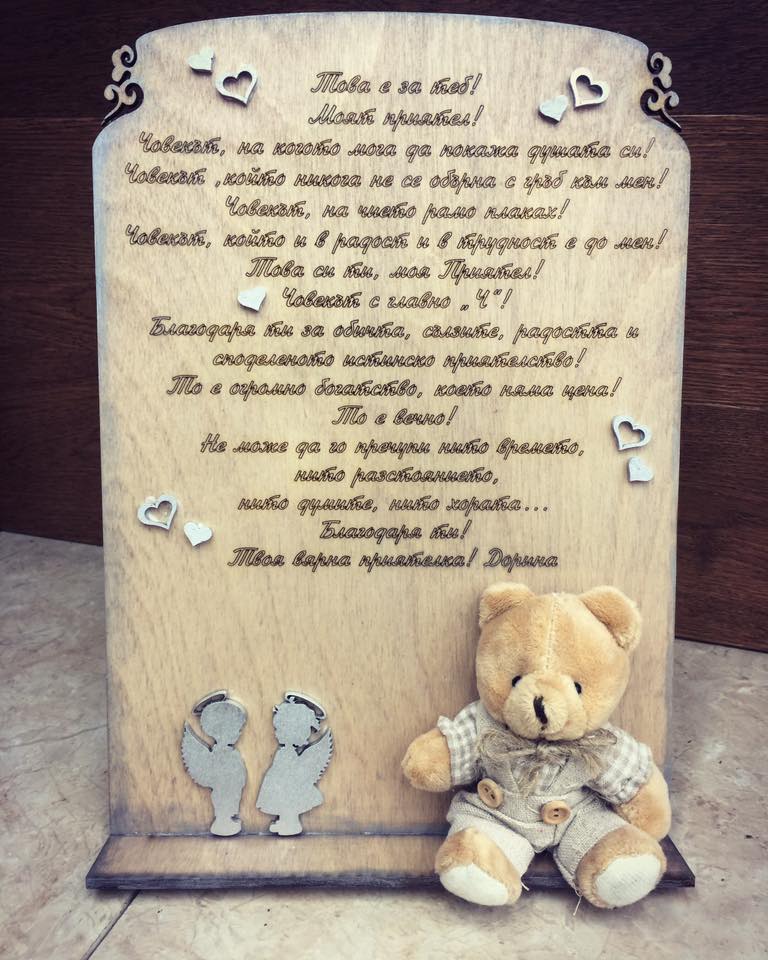 Това е за теб!
Моят приятел!
Човекът, на когото мога да покажа душата си!
Човекът ,който никога не се обърна с гръб към мен!
Човекът, на чието рамо плаках!
Човекът, който и в радост и в трудност е до мен!
Това си ти, моя Приятел!
Човекът с главно „Ч“!
Благодаря ти за обичта, сълзите, радостта и
споделеното истинско приятелство!
То е огромно богатство, което няма цена!
То е вечно!
Не може да го пречупи нито времето,
нито разстоянието,
нито думите, нито хората...
Благодаря ти!
Твоя вярна приятелка! Дорина